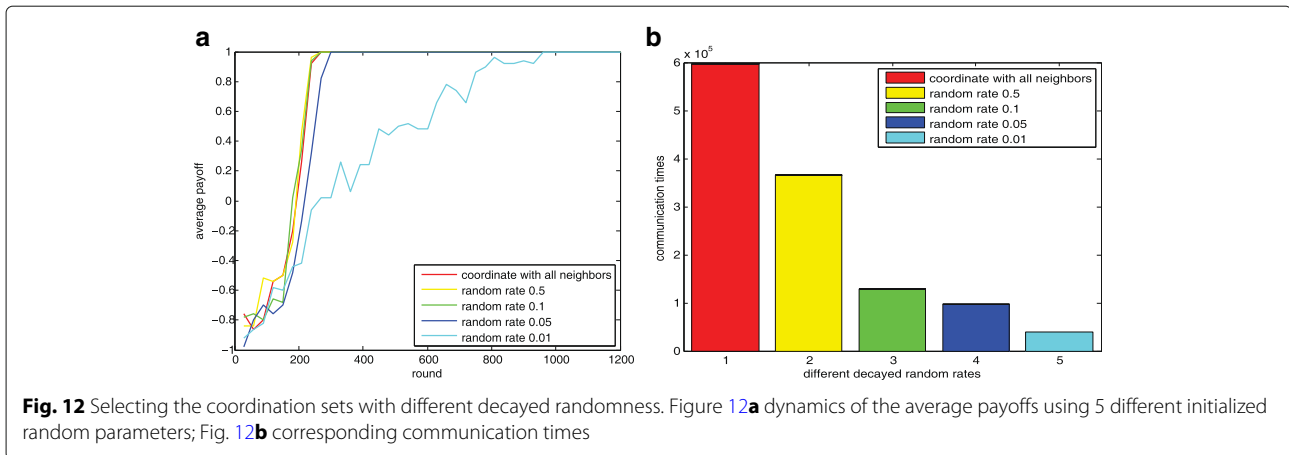 a
average payoff
1
0.8
0.6
0.4
0.2
0
−0.2
−0.4
−0.6
−0.8
−1
0
200
400
600
800
1000
1200
round
coordinate with all neighbors
random rate 0.5
random rate 0.1
random rate 0.05
random rate 0.01
b
x 10⁵
communication times
6
5
4
3
2
1
0
1
2
3
4
5
different decayed random rates
coordinate with all neighbors
random rate 0.5
random rate 0.1
random rate 0.05
random rate 0.01
Fig. 12 Selecting the coordination sets with different decayed randomness. Figure 12a dynamics of the average payoffs using 5 different initialized
random parameters; Fig. 12b corresponding communication times